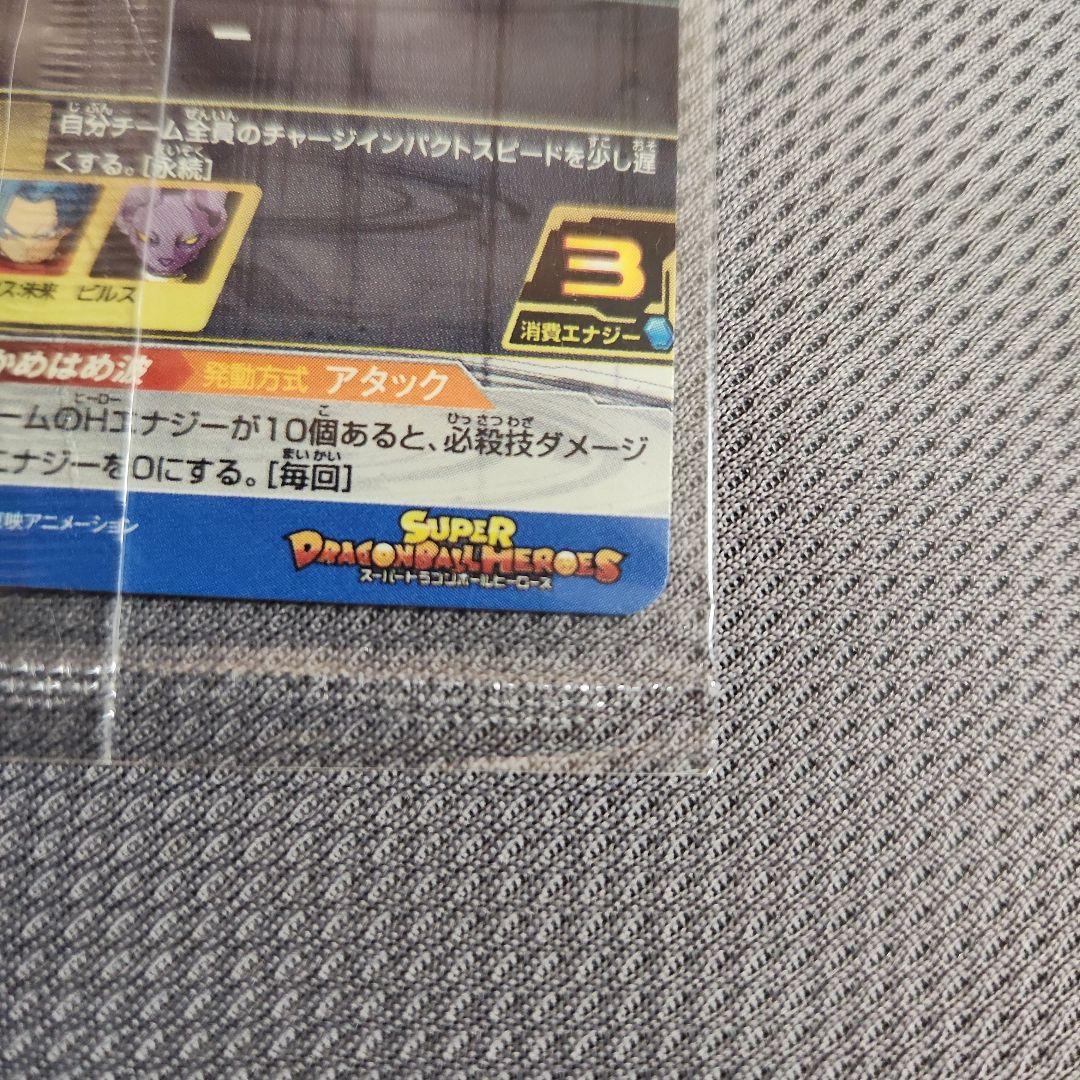 自分チーム全員のチャージインパクトスピードを少し遅
くする。[永続]
ス:未来 ビルス
3
消費エナジー
かめはめ波 発動方式 アタック
ームのHエナジーが10個あると、必殺技ダメージ
エナジーを0にする。[毎回]
映アニメーション
SUPER
DRAGONBALL HEROES
スーパードラゴンボールヒーローズ